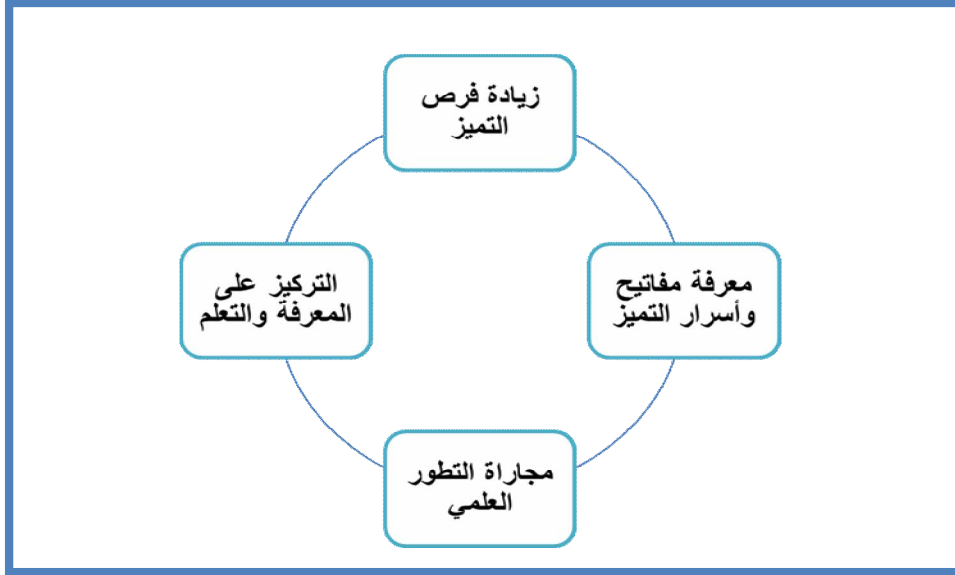 زيادة فرص
التميز
معرفة مفاتيح
وأسرار التميز
التركيز على
المعرفة والتعلم
مجاراة التطور
العلمي